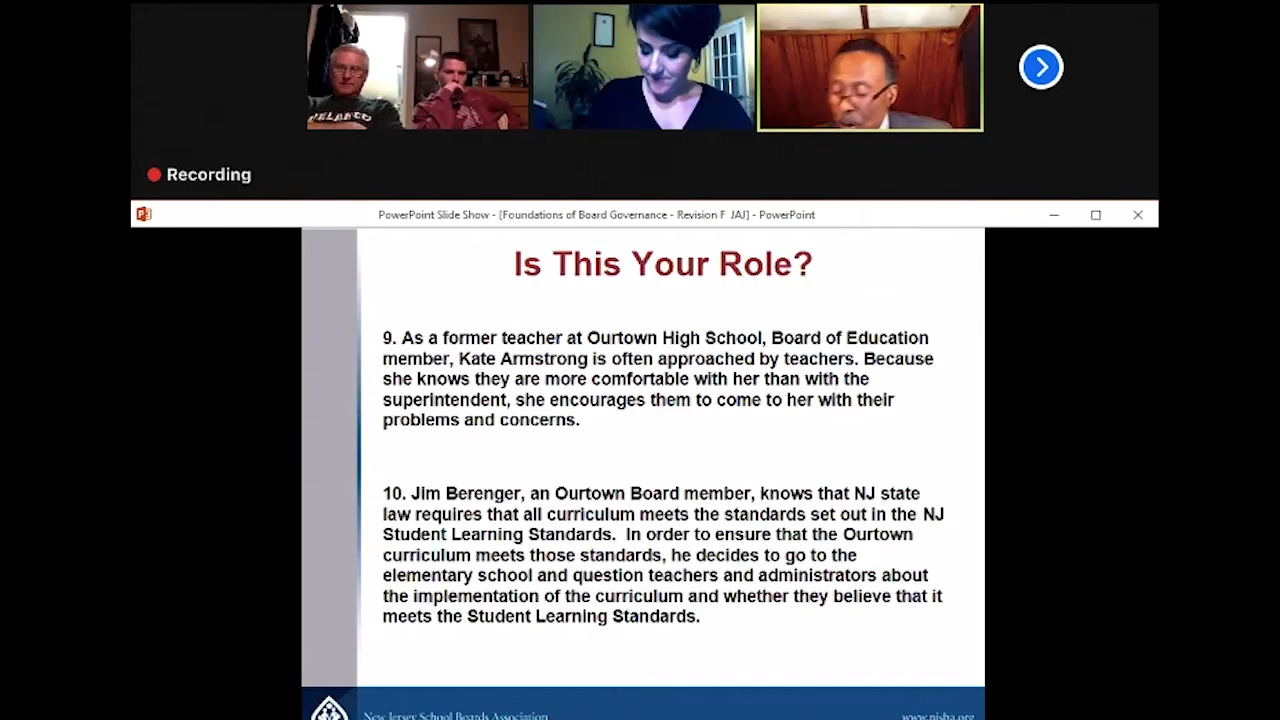 Recording
PowerPoint Slide Show - [Foundations of Board Governance - Revision F JAJ] - PowerPoint
Is This Your Role?
9. As a former teacher at Ourtown High School, Board of Education
member, Kate Armstrong is often approached by teachers. Because
she knows they are more comfortable with her than with the
superintendent, she encourages them to come to her with their
problems and concerns.
10. Jim Berenger, an Ourtown Board member, knows that NJ state
law requires that all curriculum meets the standards set out in the NJ
Student Learning Standards. In order to ensure that the Ourtown
curriculum meets those standards, he decides to go to the
elementary school and question teachers and administrators about
the implementation of the curriculum and whether they believe that it
meets the Student Learning Standards.
New Jersey School Boards Association
www.njsba.org